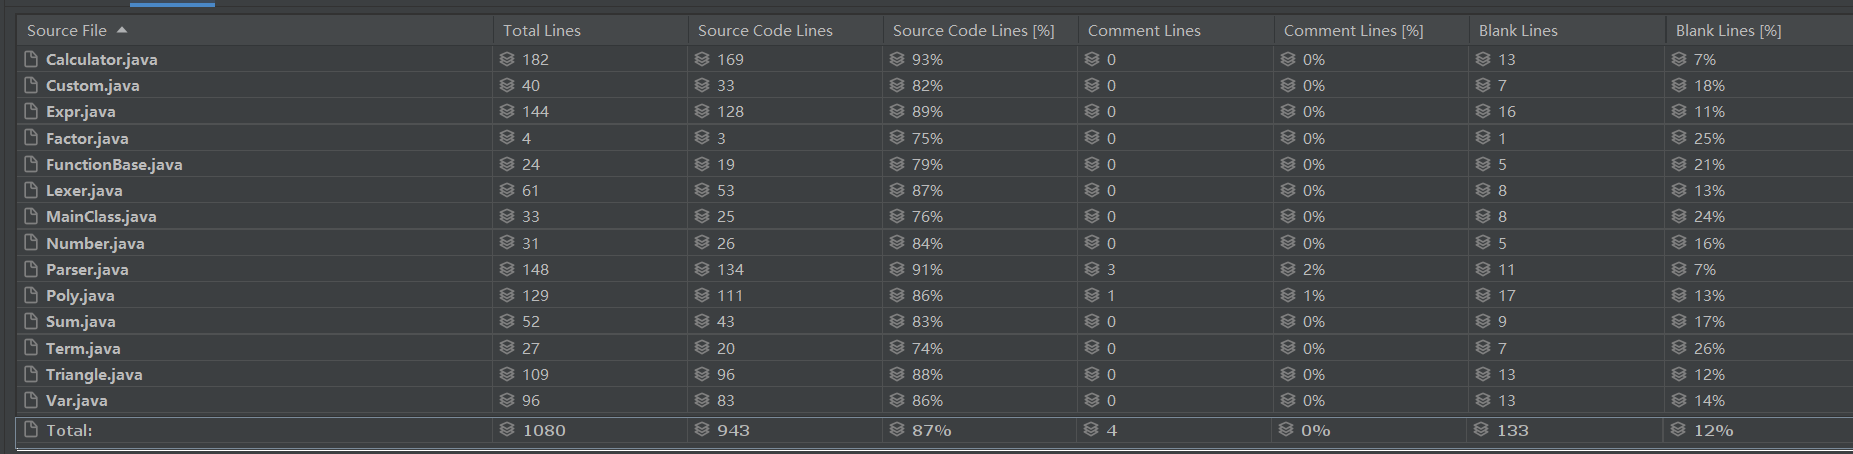 Source File Total Lines Source Code Lines Source Code Lines [%] Comment Lines Comment Lines [%] Blank Lines Blank Lines [%]
Calculator.java 182 169 93% 0 0% 13 7%
Custom.java 40 33 82% 0 0% 7 18%
Expr.java 144 128 89% 0 0% 16 11%
Factor.java 4 3 75% 0 0% 1 25%
FunctionBase.java 24 19 79% 0 0% 5 21%
Lexer.java 61 53 87% 0 0% 8 13%
MainClass.java 33 25 76% 0 0% 8 24%
Number.java 31 26 84% 0 0% 5 16%
Parser.java 148 134 91% 3 2% 11 7%
Poly.java 129 111 86% 1 1% 17 13%
Sum.java 52 43 83% 0 0% 9 17%
Term.java 27 20 74% 0 0% 7 26%
Triangle.java 109 96 88% 0 0% 13 12%
Var.java 96 83 86% 0 0% 13 14%
Total: 1080 943 87% 4 0% 133 12%